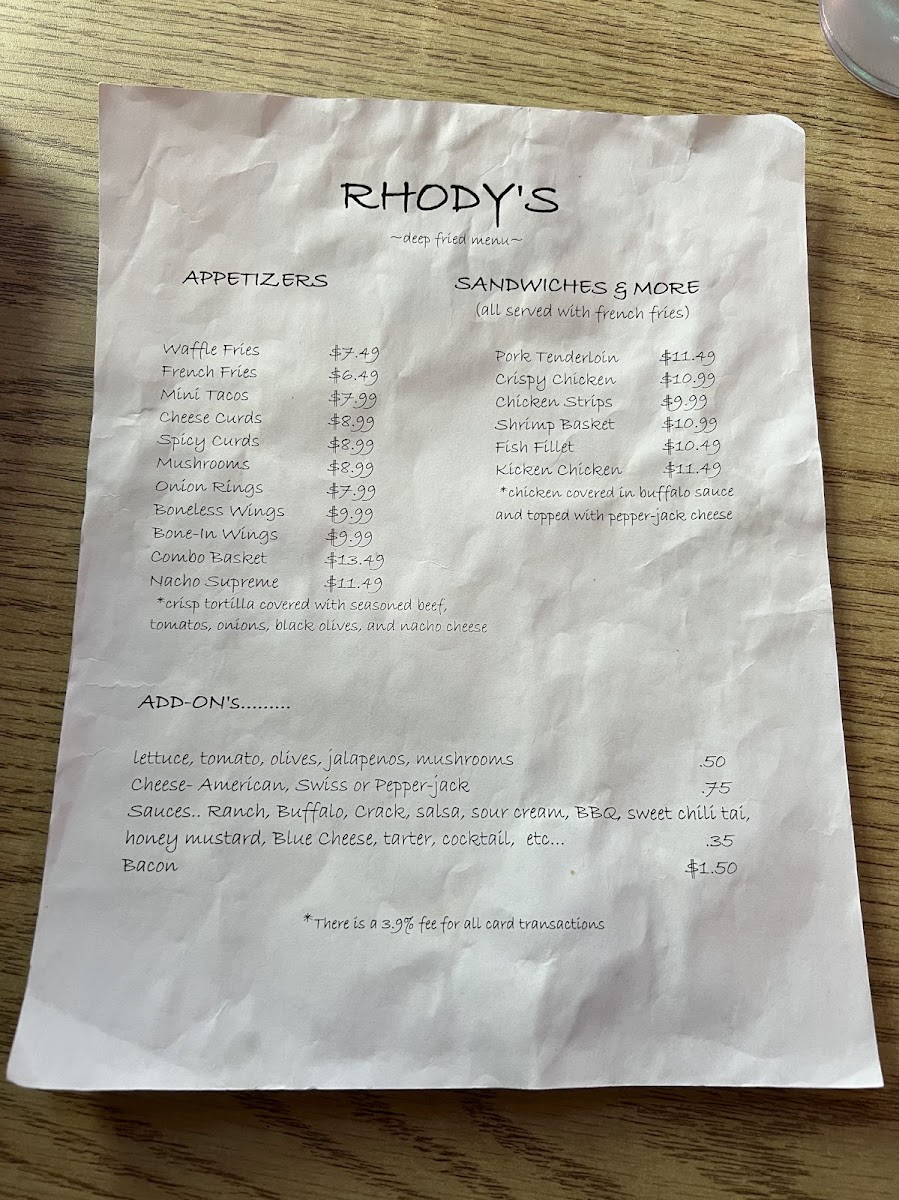 RHODY'S
~deep fried menu~
APPETIZERS
Waffle Fries $7.49
French Fries $6.49
Mini Tacos $7.99
Cheese Curds $8.99
Spicy Curds $8.99
Mushrooms $8.99
Onion Rings $7.99
Boneless Wings $9.99
Bone-In Wings $9.99
Combo Basket $13.49
Nacho Supreme $11.49
*crisp tortilla covered with seasoned beef,
tomatos, onions, black olives, and nacho cheese
SANDWICHES & MORE
(all served with french fries)
Pork Tenderloin $11.49
Crispy Chicken $10.99
Chicken Strips $9.99
Shrimp Basket $10.99
Fish Fillet $10.49
Kicken Chicken $11.49
*chicken covered in buffalo sauce
and topped with pepper-jack cheese
ADD-ON's.........
lettuce, tomato, olives, jalapenos, mushrooms .50
Cheese- American, Swiss or Pepper-jack .75
Sauces.. Ranch, Buffalo, Crack, salsa, sour cream, BBQ, sweet chili tai,
honey mustard, Blue Cheese, tarter, cocktail, etc... .35
Bacon $1.50
*There is a 3.9% fee for all card transactions